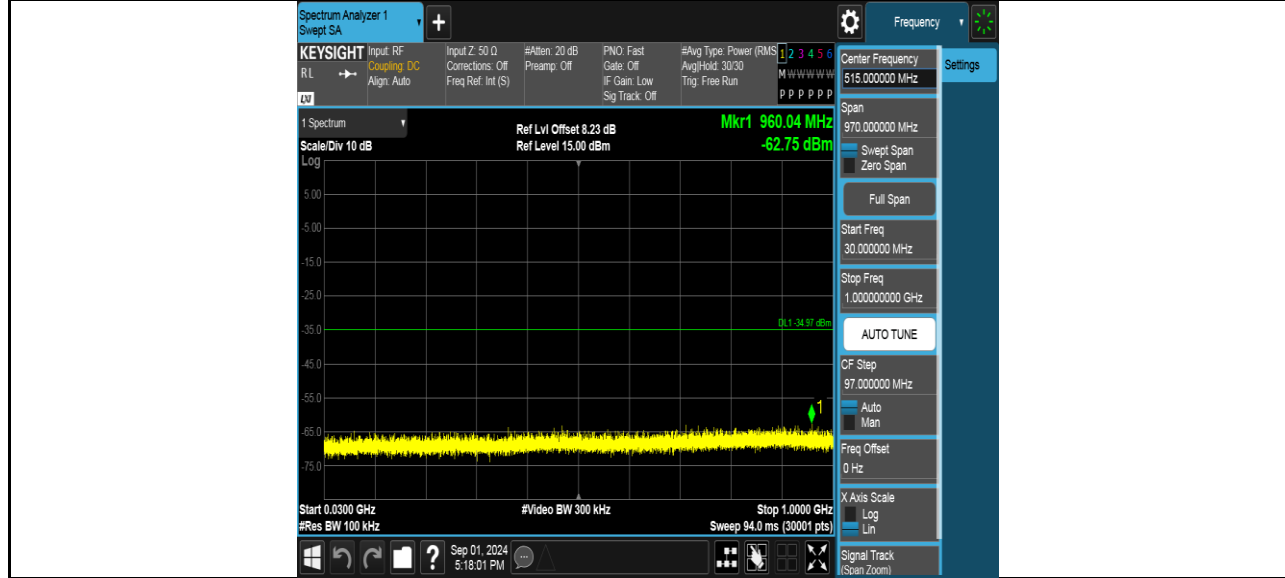 Spectrum Analyzer 1
Swept SA
+
Frequency
KEYSIGHT
RL
LXI
Input: RF
Coupling: DC
Align: Auto
Input Z: 50 Ω
Corrections: Off
Freq Ref: Int (S)
#Atten: 20 dB
Preamp: Off
PNO: Fast
Gate: Off
IF Gain: Low
Sig Track: Off
#Avg Type: Power (RMS
Avg|Hold: 30/30
Trig: Free Run
1 2 3 4 5 6
M W W W W W
P P P P P P
1 Spectrum
Scale/Div 10 dB
Ref Lvl Offset 8.23 dB
Ref Level 15.00 dBm
Mkr1 960.04 MHz
-62.75 dBm
Log
5.00
-5.00
-15.0
-25.0
-35.0
-45.0
-55.0
-65.0
-75.0
DL1 -34.97 dBm
1
Start 0.0300 GHz
#Res BW 100 kHz
#Video BW 300 kHz
Stop 1.0000 GHz
Sweep 94.0 ms (30001 pts)
Sep 01, 2024
5:18:01 PM
?
Center Frequency
515.000000 MHz
Settings
Span
970.000000 MHz
Swept Span
Zero Span
Full Span
Start Freq
30.000000 MHz
Stop Freq
1.000000000 GHz
AUTO TUNE
CF Step
97.000000 MHz
Auto
Man
Freq Offset
0 Hz
X Axis Scale
Log
Lin
Signal Track
(Span Zoom)